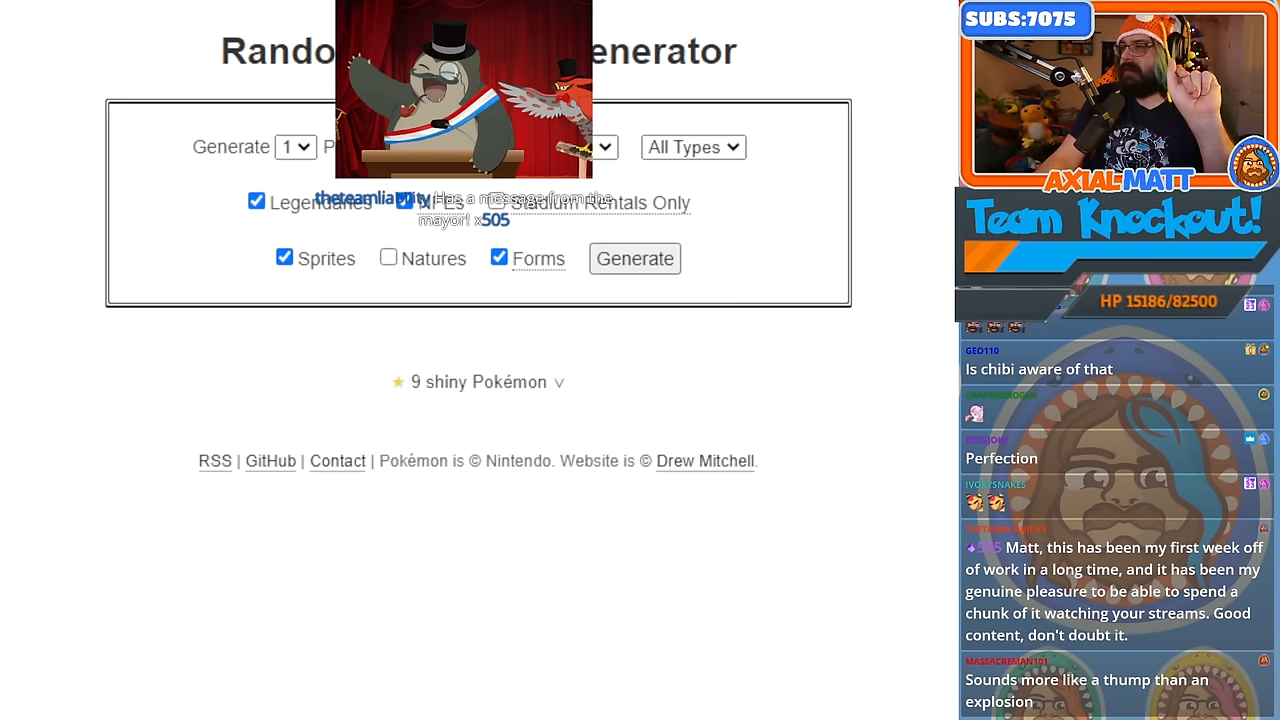 SUBS:7075
Rando enerator
Generate 1 P All Types
Legendaries NFEs Stadium Rentals Only
theteamliability Has a message from the
mayor! x505
Sprites Natures Forms Generate
9 shiny Pokémon
RSS | GitHub | Contact | Pokémon is © Nintendo. Website is © Drew Mitchell.
AXIAL-MATT
Team Knockout!
HP 15186/82500
GEO110
Is chibi aware of that
Perfection
IVORYSNAKES
THETEAMLIABILITY
505 Matt, this has been my first week off
of work in a long time, and it has been my
genuine pleasure to be able to spend a
chunk of it watching your streams. Good
content, don't doubt it.
MASSACREMAN101
Sounds more like a thump than an
explosion